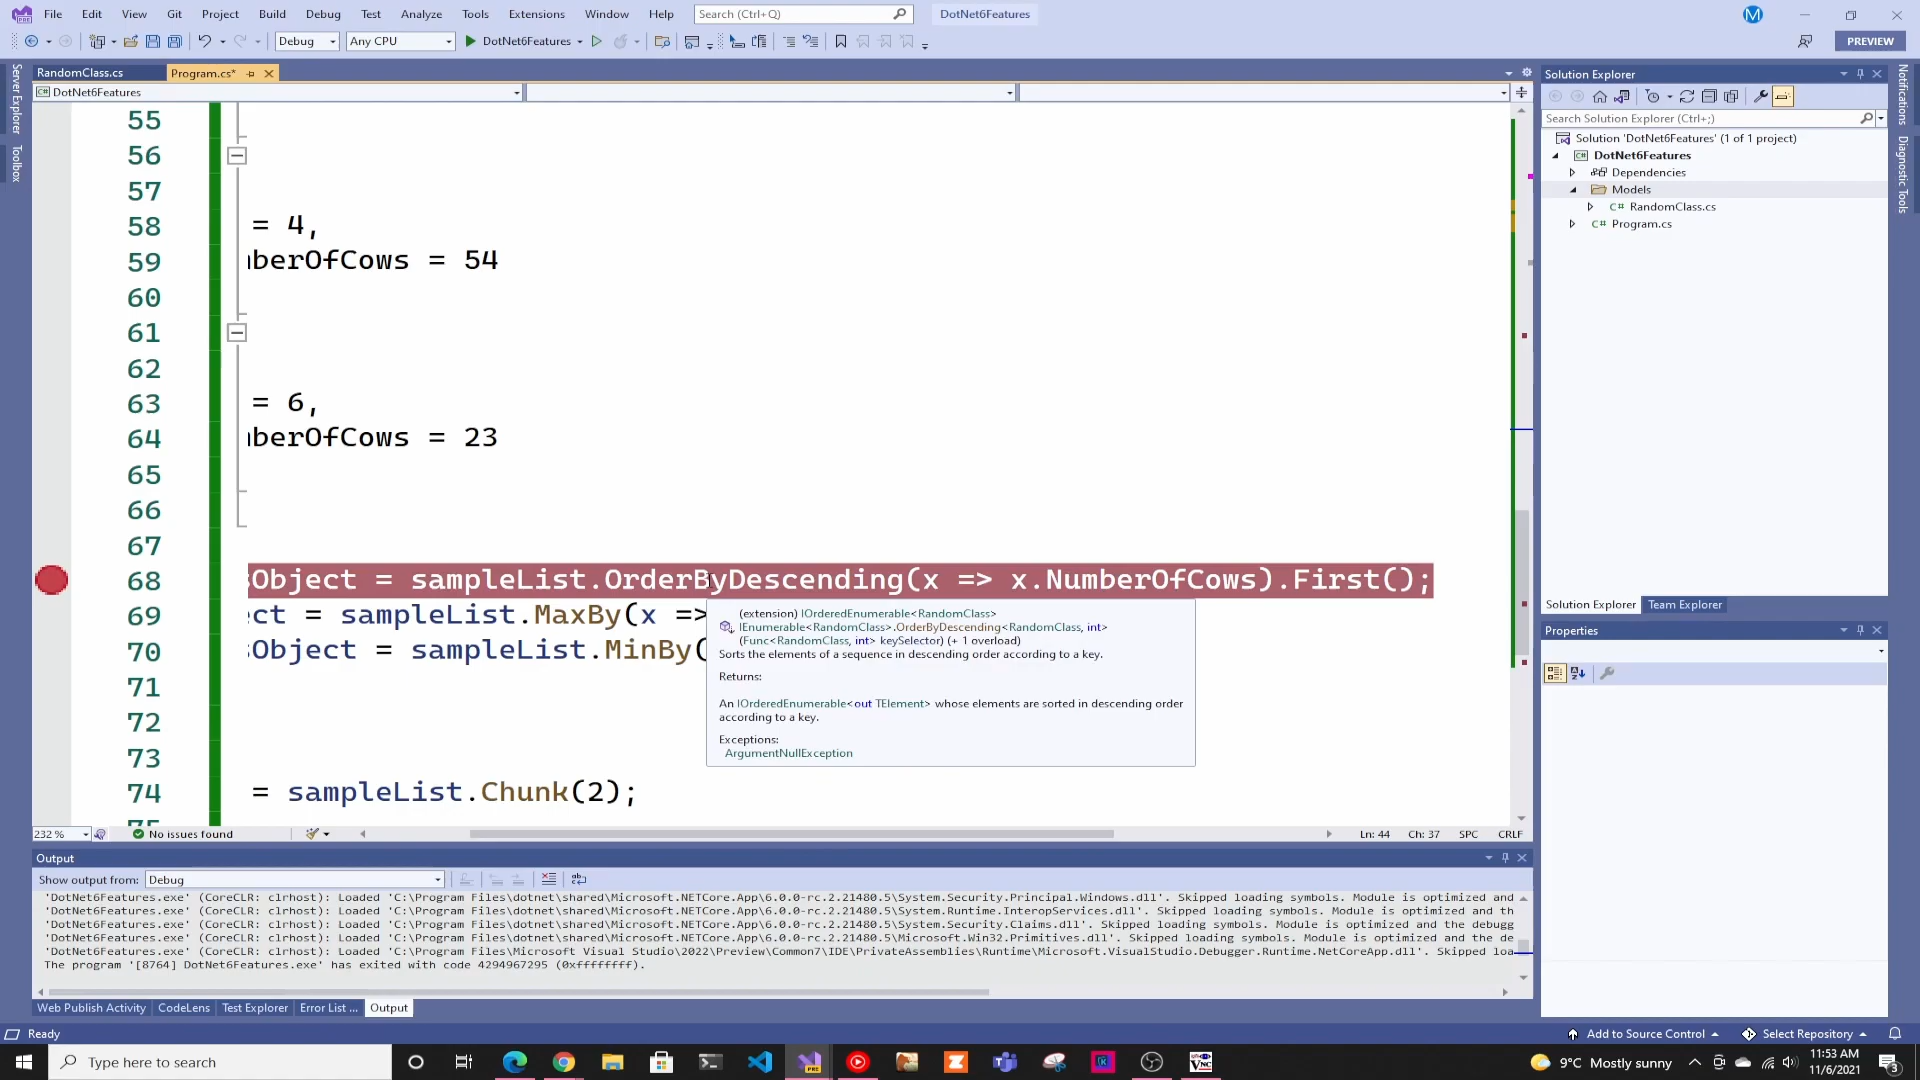 File Edit View Git Project Build Debug Test Analyze Tools Extensions Window Help Search (Ctrl+Q) DotNet6Features M
Debug Any CPU DotNet6Features PREVIEW
RandomClass.cs Program.cs*
DotNet6Features
Server Explorer
Toolbox
Notifications
Diagnostic Tools
55
56
57
58 = 4,
59 berOfCows = 54
60
61
62
63 = 6,
64 berOfCows = 23
65
66
67
68 sObject = sampleList.OrderByDescending(x => x.NumberOfCows).First();
69 ect = sampleList.MaxBy(x =>
70 sObject = sampleList.MinBy(
71
72
73
74 = sampleList.Chunk(2);
(extension) IOrderedEnumerable<RandomClass>
IEnumerable<RandomClass>.OrderByDescending<RandomClass, int>
(Func<RandomClass, int> keySelector) (+ 1 overload)
Sorts the elements of a sequence in descending order according to a key.
Returns:
An IOrderedEnumerable<out TElement> whose elements are sorted in descending order
according to a key.
Exceptions:
ArgumentNullException
232 % No issues found Ln: 44 Ch: 37 SPC CRLF
Output
Show output from: Debug
'DotNet6Features.exe' (CoreCLR: clrhost): Loaded 'C:\Program Files\dotnet\shared\Microsoft.NETCore.App\6.0.0-rc.2.21480.5\System.Security.Principal.Windows.dll'. Skipped loading symbols. Module is optimized and
'DotNet6Features.exe' (CoreCLR: clrhost): Loaded 'C:\Program Files\dotnet\shared\Microsoft.NETCore.App\6.0.0-rc.2.21480.5\System.Runtime.InteropServices.dll'. Skipped loading symbols. Module is optimized and th
'DotNet6Features.exe' (CoreCLR: clrhost): Loaded 'C:\Program Files\dotnet\shared\Microsoft.NETCore.App\6.0.0-rc.2.21480.5\System.Security.Claims.dll'. Skipped loading symbols. Module is optimized and the debugg
'DotNet6Features.exe' (CoreCLR: clrhost): Loaded 'C:\Program Files\dotnet\shared\Microsoft.NETCore.App\6.0.0-rc.2.21480.5\Microsoft.Win32.Primitives.dll'. Skipped loading symbols. Module is optimized and the de
'DotNet6Features.exe' (CoreCLR: clrhost): Loaded 'C:\Program Files\Microsoft Visual Studio\2022\Preview\Common7\IDE\PrivateAssemblies\Runtime\Microsoft.VisualStudio.Debugger.Runtime.NetCoreApp.dll'. Skipped loa
The program '[8764] DotNet6Features.exe' has exited with code 4294967295 (0xffffffff).
Web Publish Activity CodeLens Test Explorer Error List ... Output
Solution Explorer
Search Solution Explorer (Ctrl+;)
Solution 'DotNet6Features' (1 of 1 project)
DotNet6Features
Dependencies
Models
C# RandomClass.cs
C# Program.cs
Solution Explorer Team Explorer
Properties
Ready Add to Source Control Select Repository
Type here to search 9°C Mostly sunny 11:53 AM
11/6/2021 3